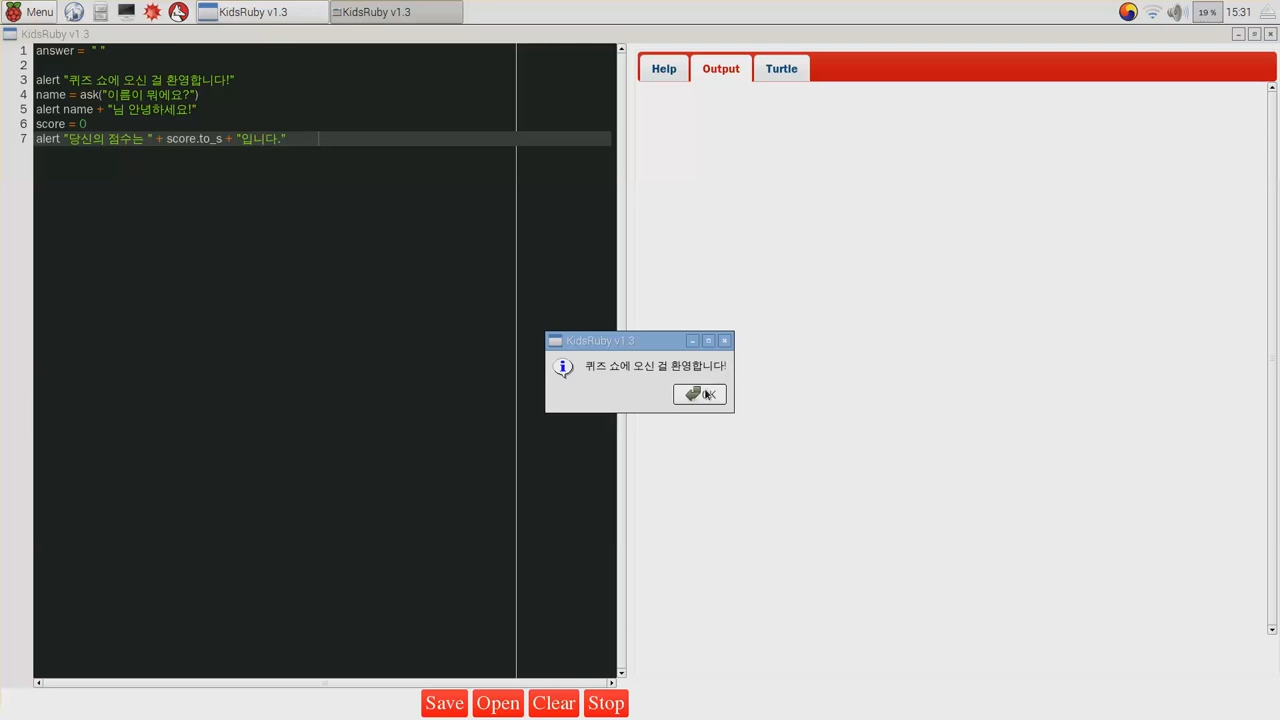 Menu KidsRuby v1.3 KidsRuby v1.3 19 % 15:31
KidsRuby v1.3
1 answer = " "
2
3 alert "퀴즈 쇼에 오신 걸 환영합니다!"
4 name = ask("이름이 뭐에요?")
5 alert name + "님 안녕하세요!"
6 score = 0
7 alert "당신의 점수는 " + score.to_s + "입니다."
Help Output Turtle
KidsRuby v1.3
퀴즈 쇼에 오신 걸 환영합니다!
OK
Save Open Clear Stop